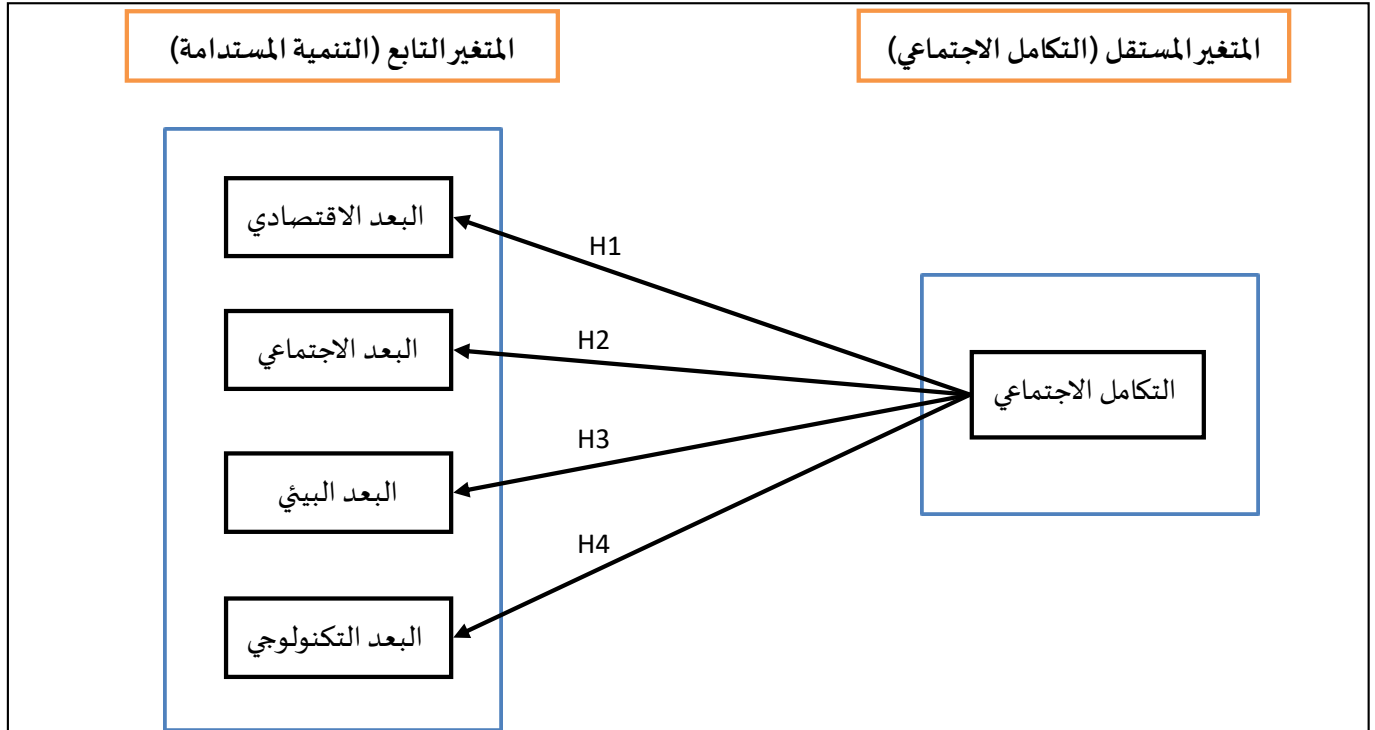 المتغير المستقل (التكامل الاجتماعي)
المتغير التابع (التنمية المستدامة)
التكامل الاجتماعي
H1
البعد الاقتصادي
H2
البعد الاجتماعي
H3
البعد البيئي
H4
البعد التكنولوجي